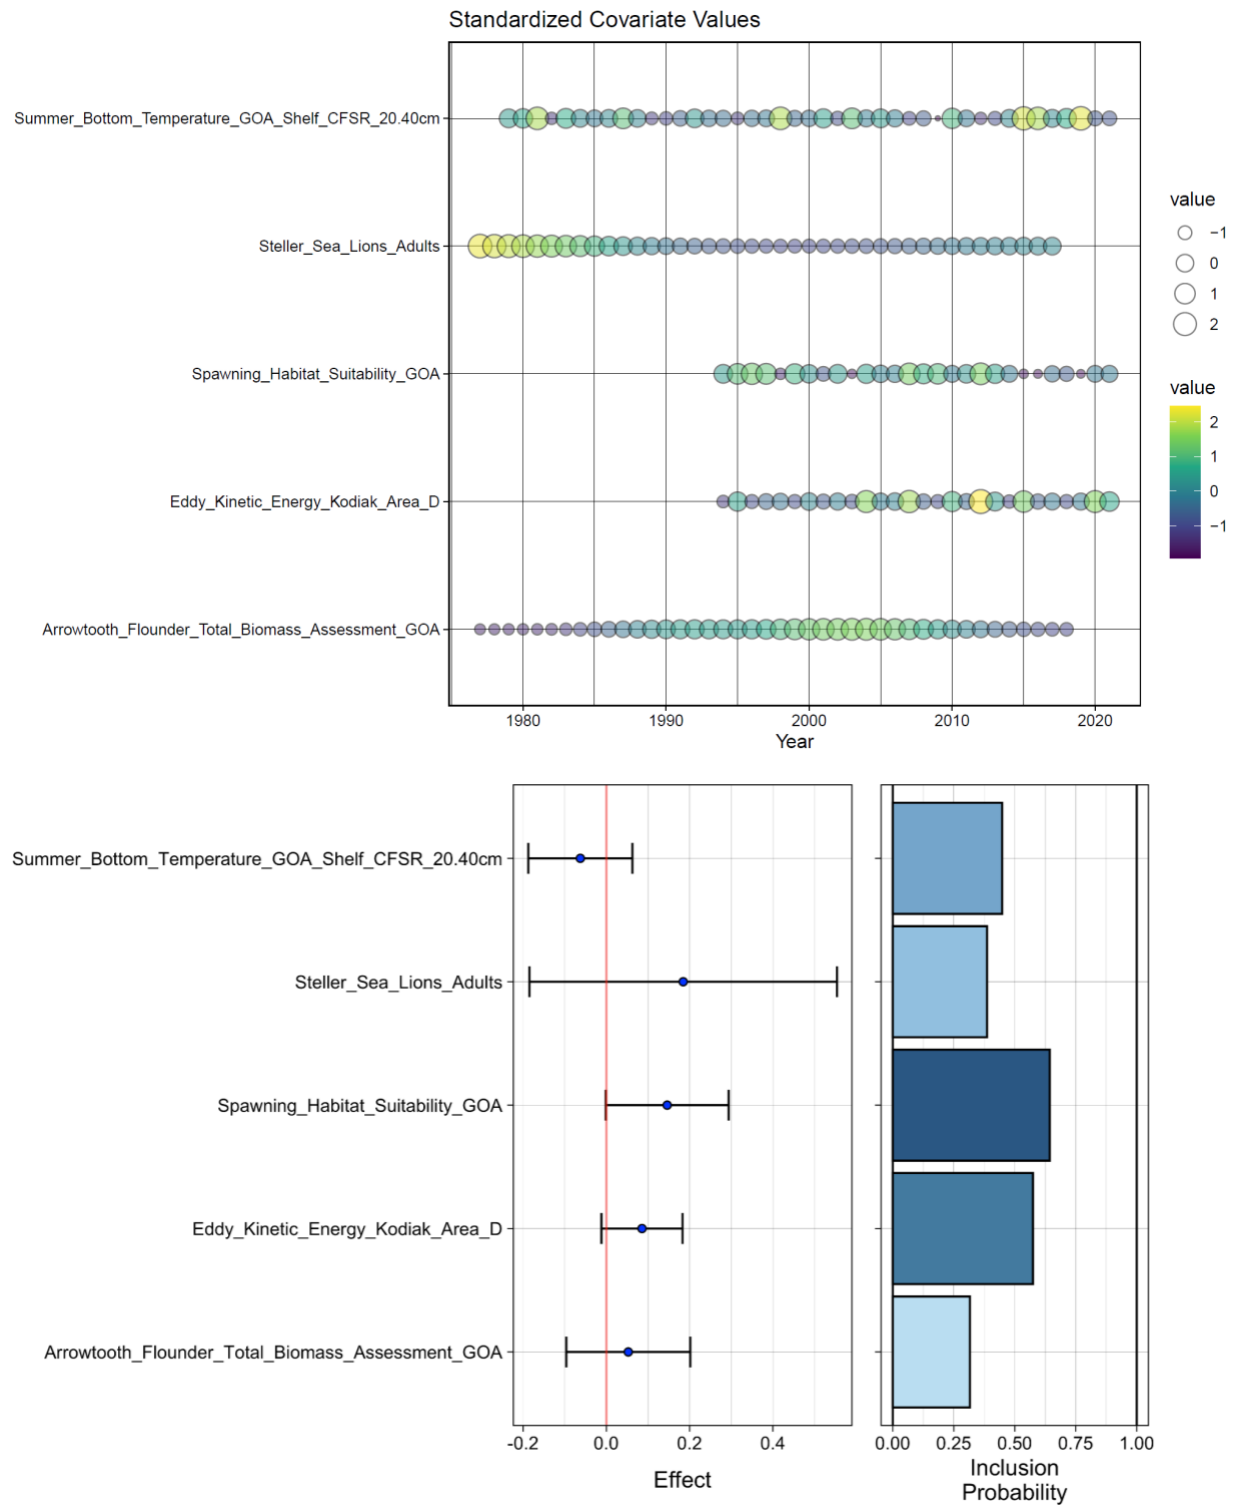 Standardized Covariate Values
Summer_Bottom_Temperature_GOA_Shelf_CFSR_20.40cm
Steller_Sea_Lions_Adults
Spawning_Habitat_Suitability_GOA
Eddy_Kinetic_Energy_Kodiak_Area_D
Arrowtooth_Flounder_Total_Biomass_Assessment_GOA
1980 1990 2000 2010 2020
Year
value
−1
0
1
2
value
2
1
0
−1
Summer_Bottom_Temperature_GOA_Shelf_CFSR_20.40cm
Steller_Sea_Lions_Adults
Spawning_Habitat_Suitability_GOA
Eddy_Kinetic_Energy_Kodiak_Area_D
Arrowtooth_Flounder_Total_Biomass_Assessment_GOA
-0.2 0.0 0.2 0.4
Effect
0.00 0.25 0.50 0.75 1.00
Inclusion
Probability